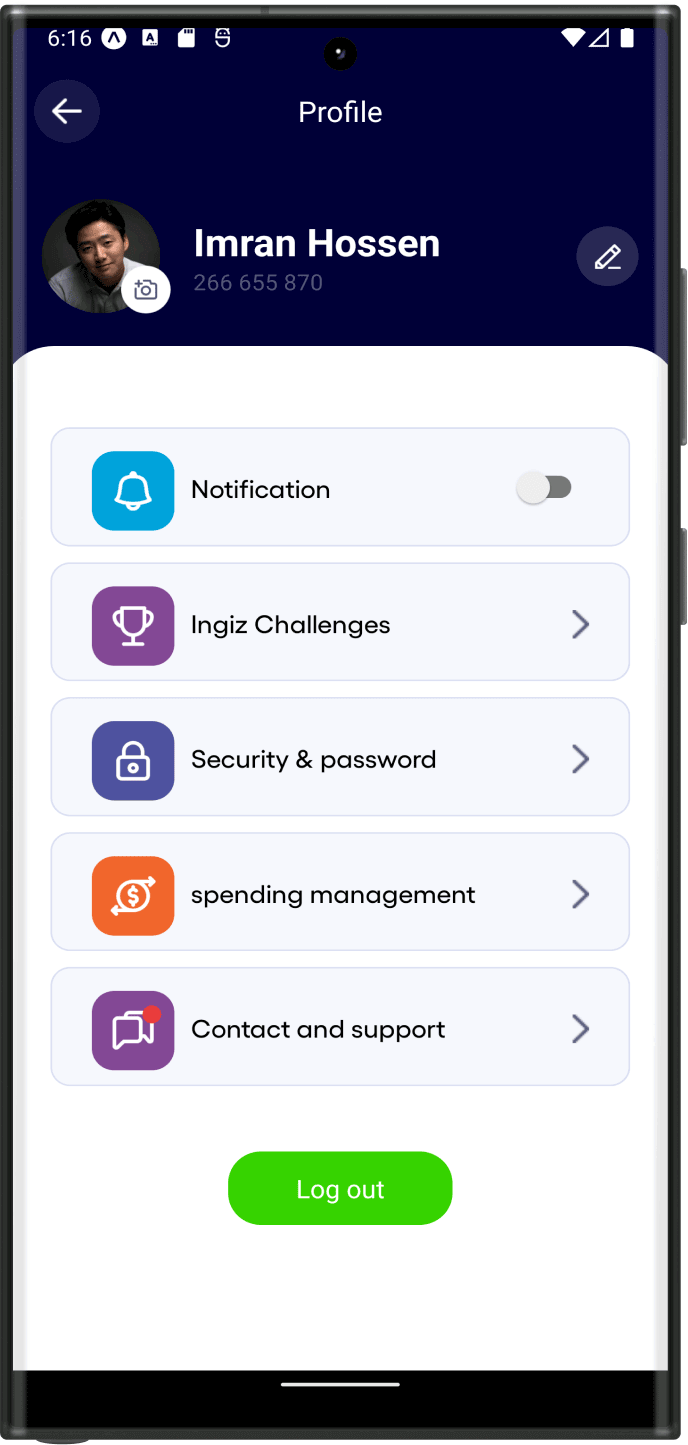 6:16
Profile
Imran Hossen
266 655 870
Notification
Ingiz Challenges
Security & password
spending management
Contact and support
Log out